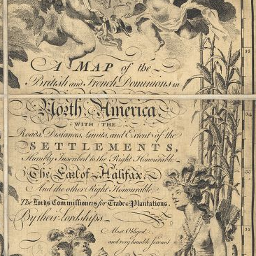 A MAP of the
British and French Dominions in
North America
WITH THE
Roads, Distances, Limits, and Extent of the
SETTLEMENTS,
Humbly Inscribed to the Right Honourable
The Earl of Halifax,
And the other Right Honourable
The Lords Commissioners for Trade & Plantations,
By their Lordships
Most Obliged
and very humble Servant